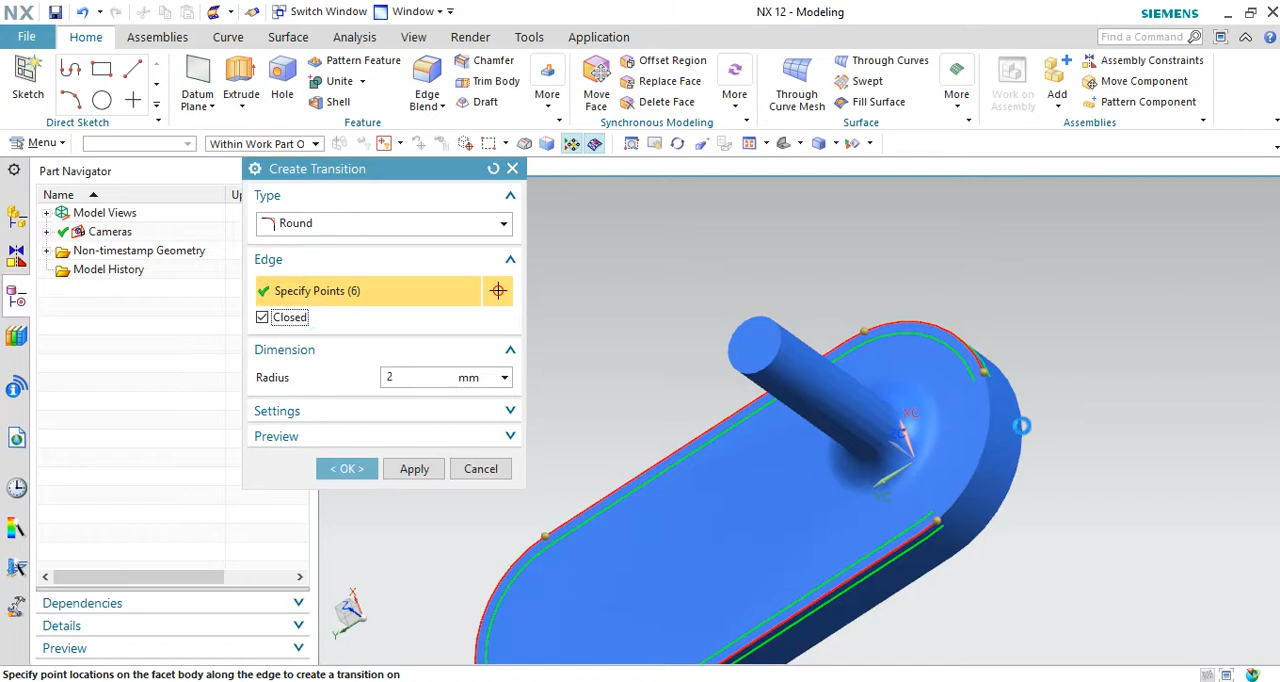 NX
Switch Window
Window
NX 12 - Modeling
SIEMENS
File
Home
Assemblies
Curve
Surface
Analysis
View
Render
Tools
Application
Find a Command
Sketch
Direct Sketch
Datum
Plane
Extrude
Hole
Pattern Feature
Unite
Shell
Edge
Blend
Chamfer
Trim Body
Draft
More
Feature
Move
Face
Offset Region
Replace Face
Delete Face
More
Synchronous Modeling
Through
Curve Mesh
Through Curves
Swept
Fill Surface
More
Surface
Work on
Assembly
Add
Assembly Constraints
Move Component
Pattern Component
Assemblies
Menu
Within Work Part O
Part Navigator
Name
Up
Model Views
Cameras
Non-timestamp Geometry
Model History
Dependencies
Details
Preview
Create Transition
Type
Round
Edge
Specify Points (6)
Closed
Dimension
Radius
2
mm
Settings
Preview
< OK >
Apply
Cancel
XC
ZC
YC
X
Z
Y
Specify point locations on the facet body along the edge to create a transition on